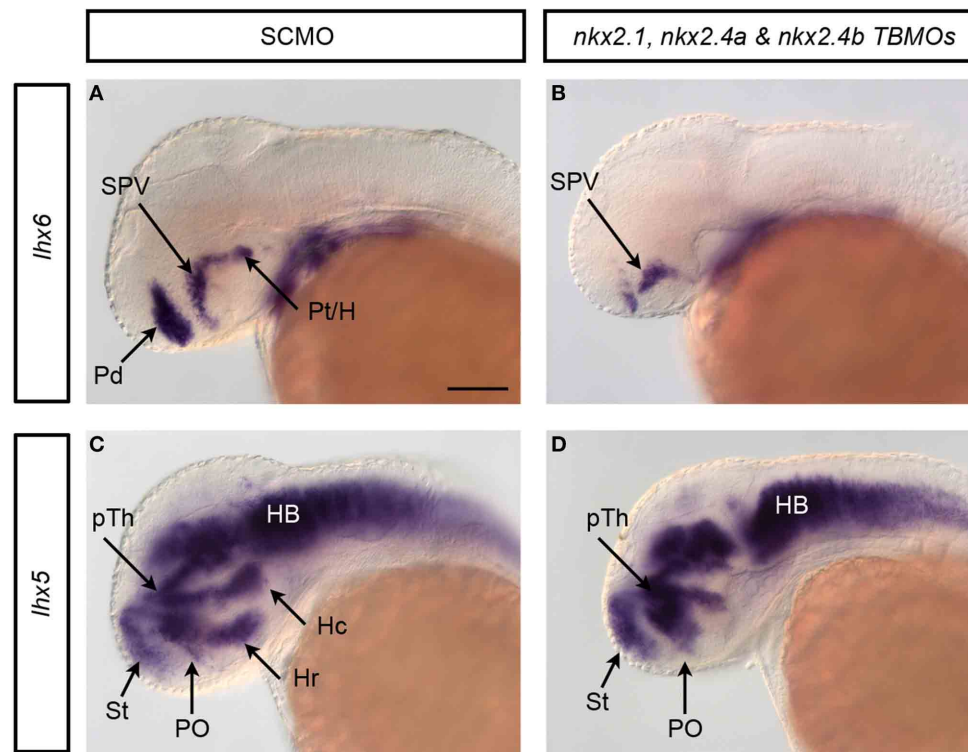 SCMO
nkx2.1, nkx2.4a & nkx2.4b TBMOs
lhx6
A
SPV
Pt/H
Pd
B
SPV
lhx5
C
HB
pTh
Hc
Hr
St
PO
D
HB
pTh
St
PO